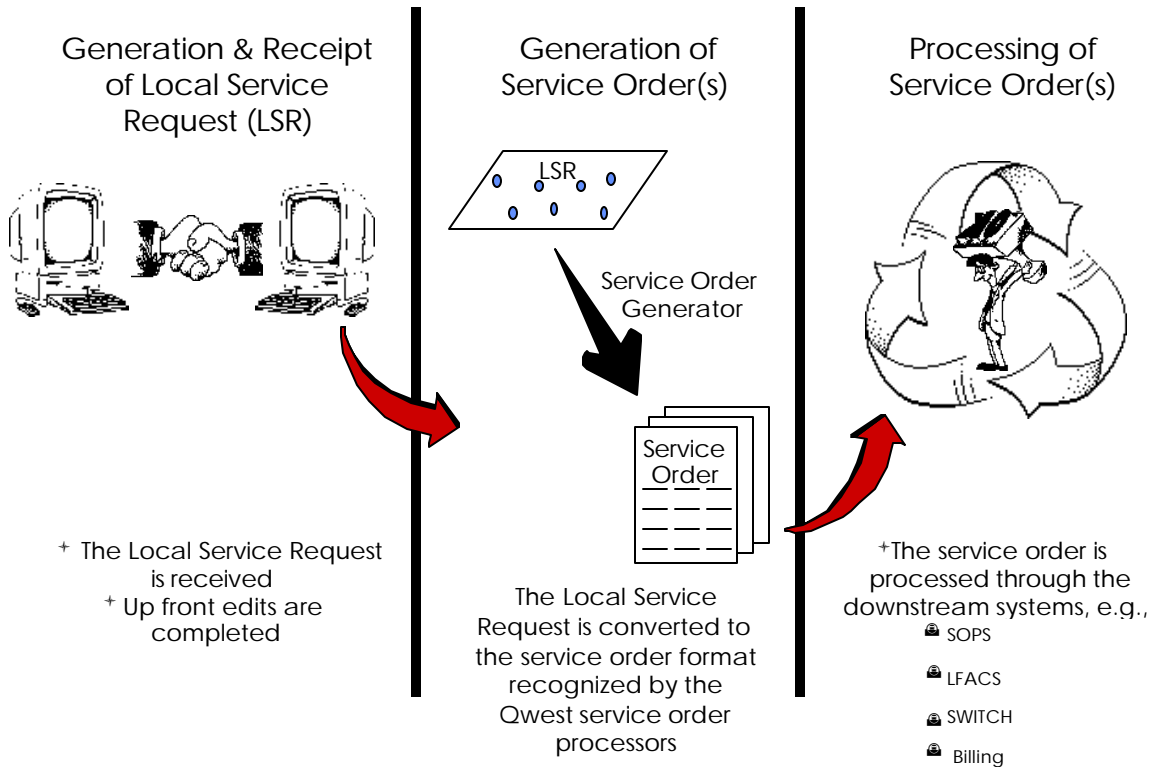 Generation & Receipt
of Local Service
Request (LSR)
The Local Service Request
is received
Up front edits are
completed
Generation of
Service Order(s)
LSR
Service Order
Generator
Service
Order
The Local Service
Request is converted to
the service order format
recognized by the
Qwest service order
processors
Processing of
Service Order(s)
The service order is
processed through the
downstream systems, e.g.,
SOPS
LFACS
SWITCH
Billing